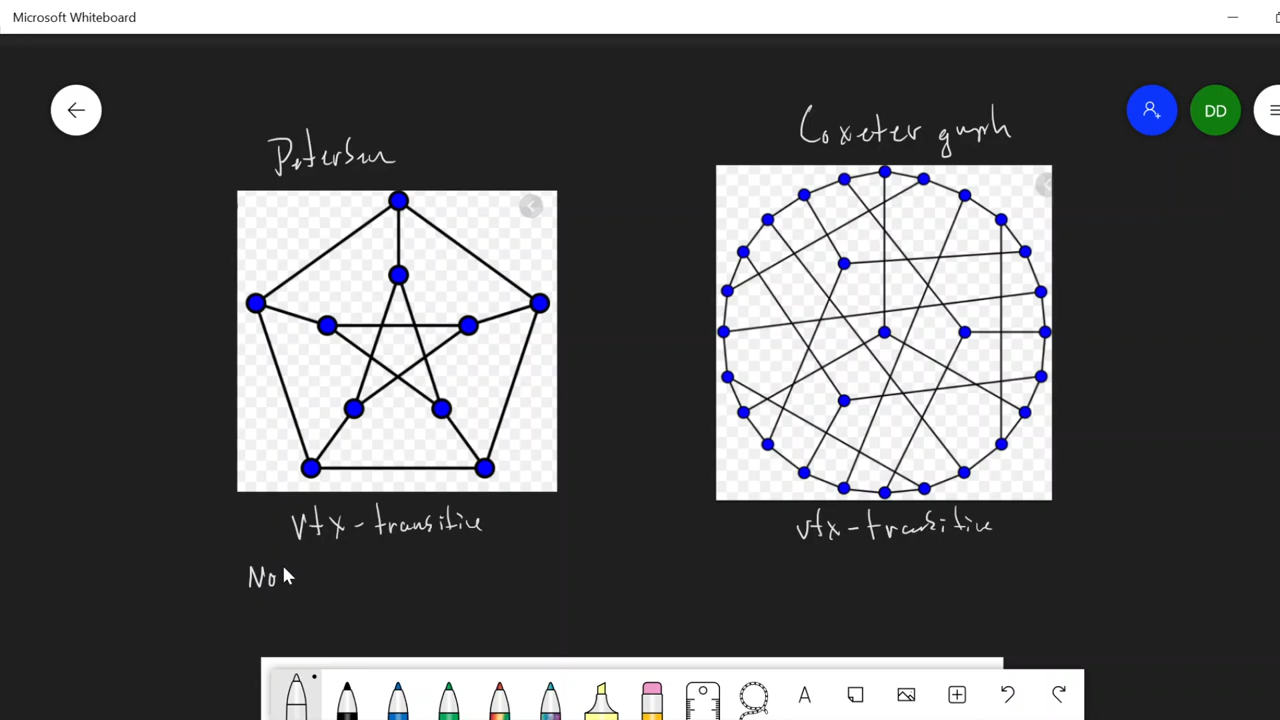 Microsoft Whiteboard
DD
Petersen
Coxeter graph
vtx-transitive
vtx-transitive
No
A